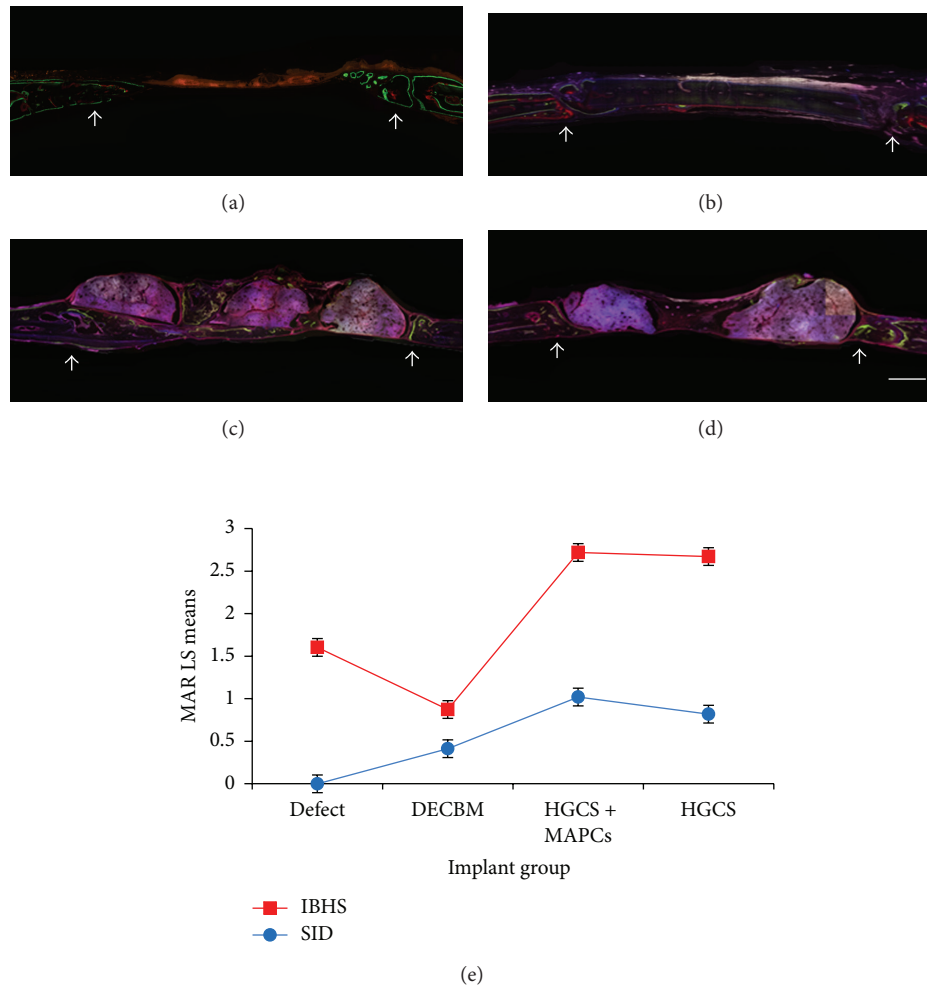 (a)
(b)
(c)
(d)
3
2.5
2
1.5
1
0.5
0
MAR LS means
Defect
DECBM
HGCS +
MAPCs
HGCS
Implant group
IBHS
SID
(e)